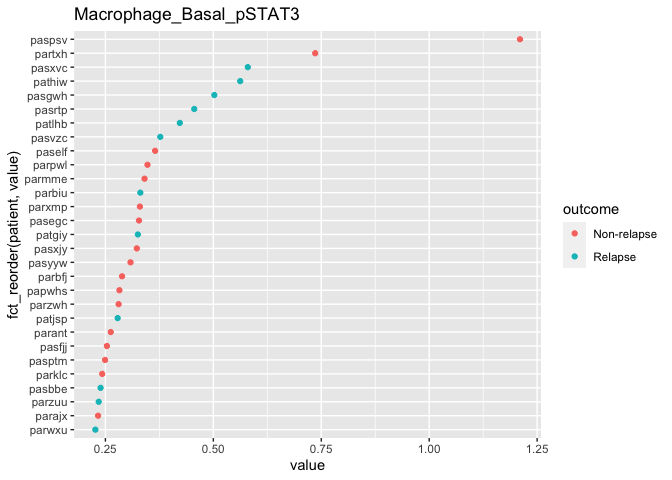 Macrophage_Basal_pSTAT3
fct_reorder(patient, value)
paspsv
partxh
pasxvc
pathiw
pasgwh
pasrtp
patlhb
pasvzc
paself
parpwl
parmme
parbiu
parxmp
pasegc
patgiy
pasxjy
pasyyw
parbfj
papwhs
parzwh
patjsp
parant
pasfjj
pasptm
parklc
pasbbe
parzuu
parajx
parwxu
0.25 0.50 0.75 1.00 1.25
value
outcome
Non-relapse
Relapse